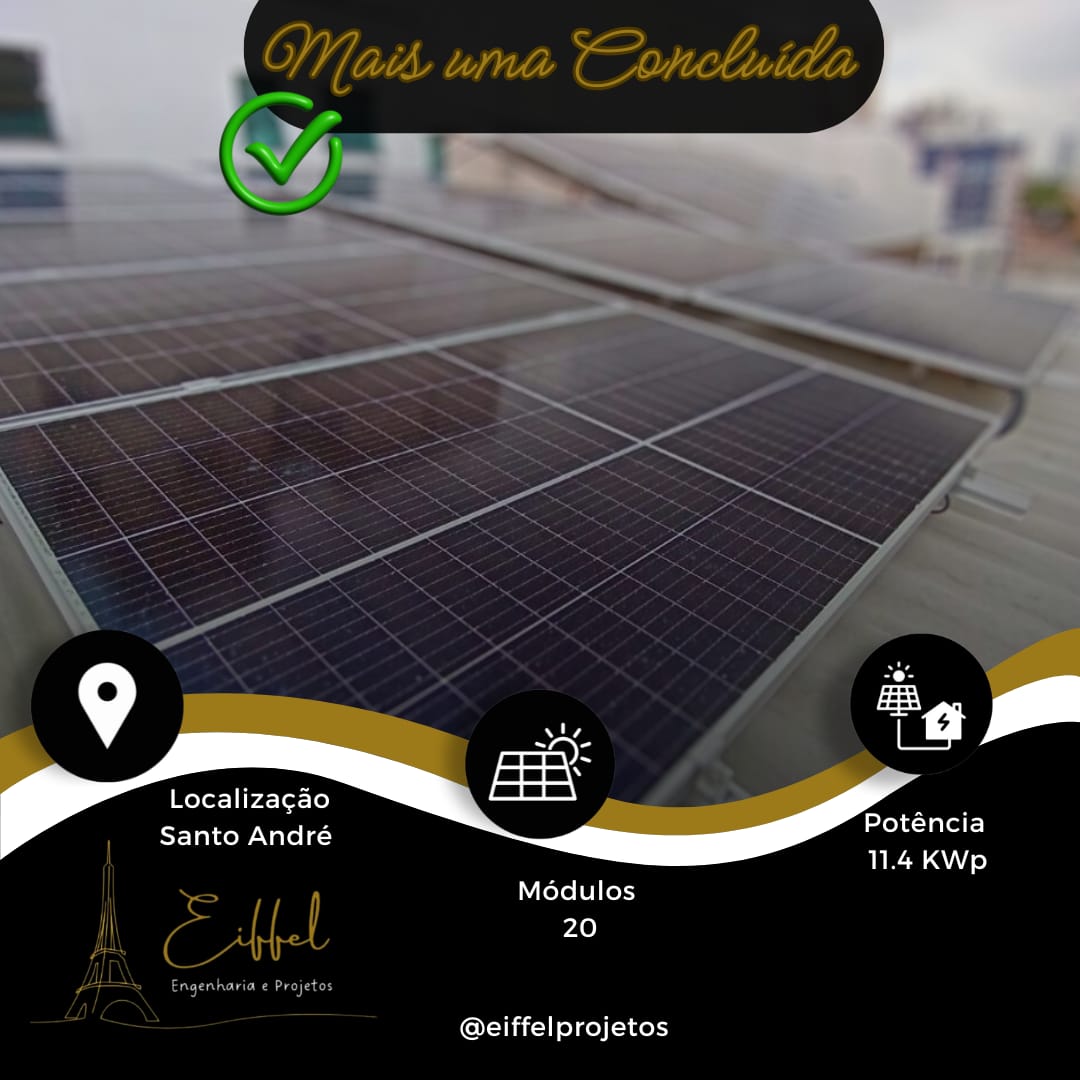 Mais uma Concluída
Localização
Santo André
Potência
11.4 KWp
Módulos
20
Eiffel
Engenharia e Projetos
@eiffelprojetos